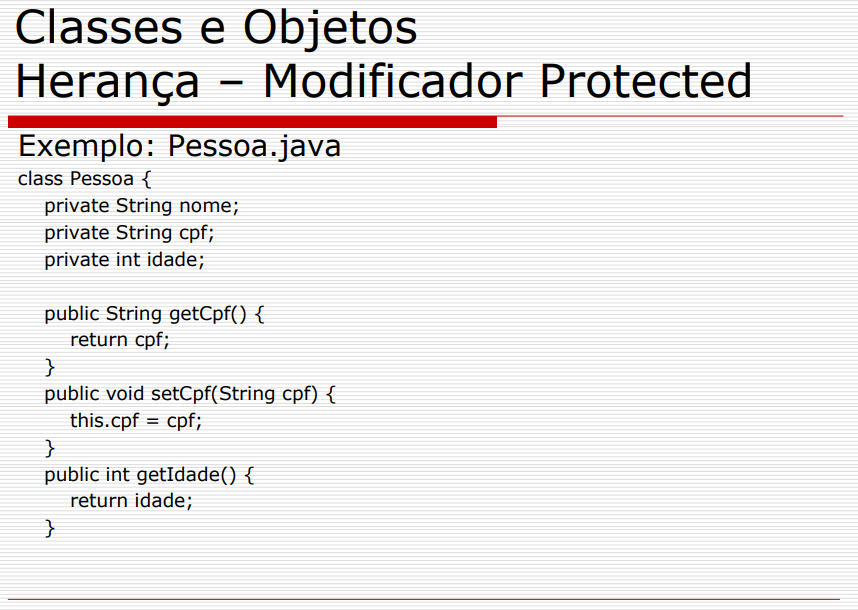 Classes e Objetos
Herança – Modificador Protected
Exemplo: Pessoa.java
class Pessoa {
private String nome;
private String cpf;
private int idade;
public String getCpf() {
return cpf;
}
public void setCpf(String cpf) {
this.cpf = cpf;
}
public int getIdade() {
return idade;
}